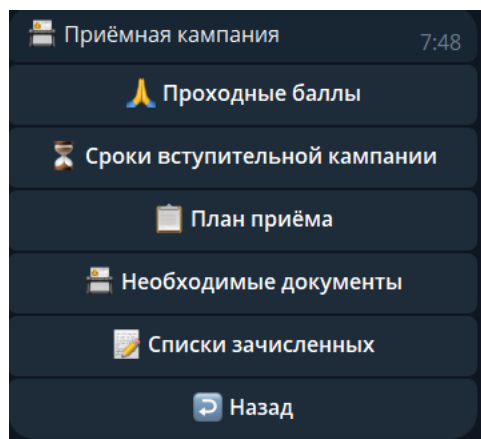 Приёмная кампания
7:48
Проходные баллы
Сроки вступительной кампании
План приёма
Необходимые документы
Списки зачисленных
Назад